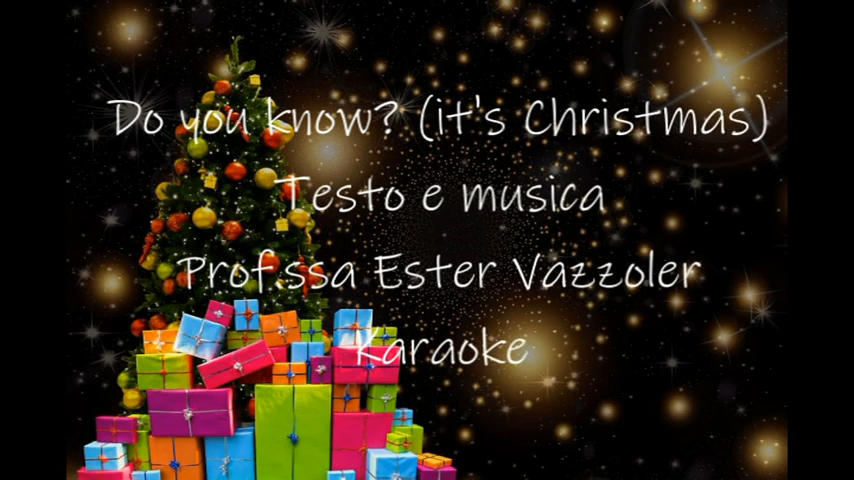 Do you know? (it's Christmas)
Testo e musica
Prof.ssa Ester Vazzoler
Karaoke